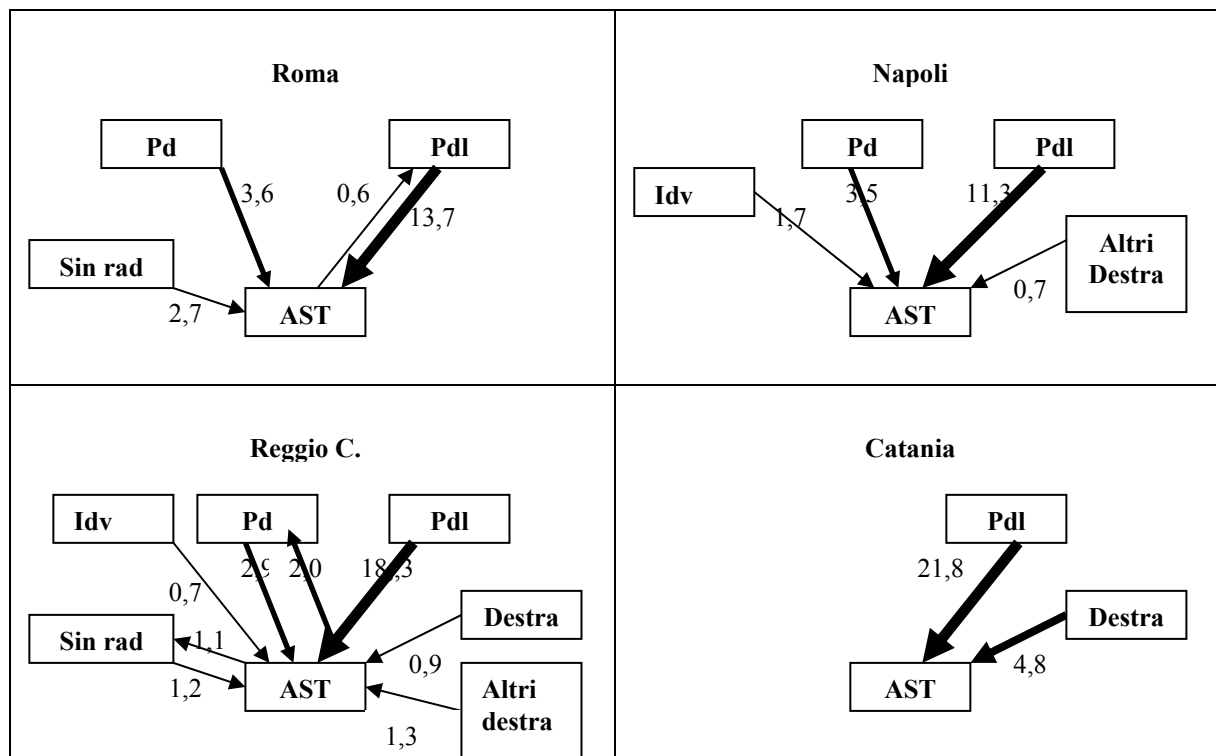 Roma
Pd
Pdl
3,6
0,6
13,7
Sin rad
2,7
AST
Napoli
Pd
Pdl
Idv
1,7
3,5
11,3
Altri
Destra
0,7
AST
Reggio C.
Idv
Pd
Pdl
0,7
2,9
2,0
18,3
Sin rad
1,1
1,2
Destra
0,9
AST
Altri
destra
1,3
Catania
Pdl
21,8
Destra
4,8
AST